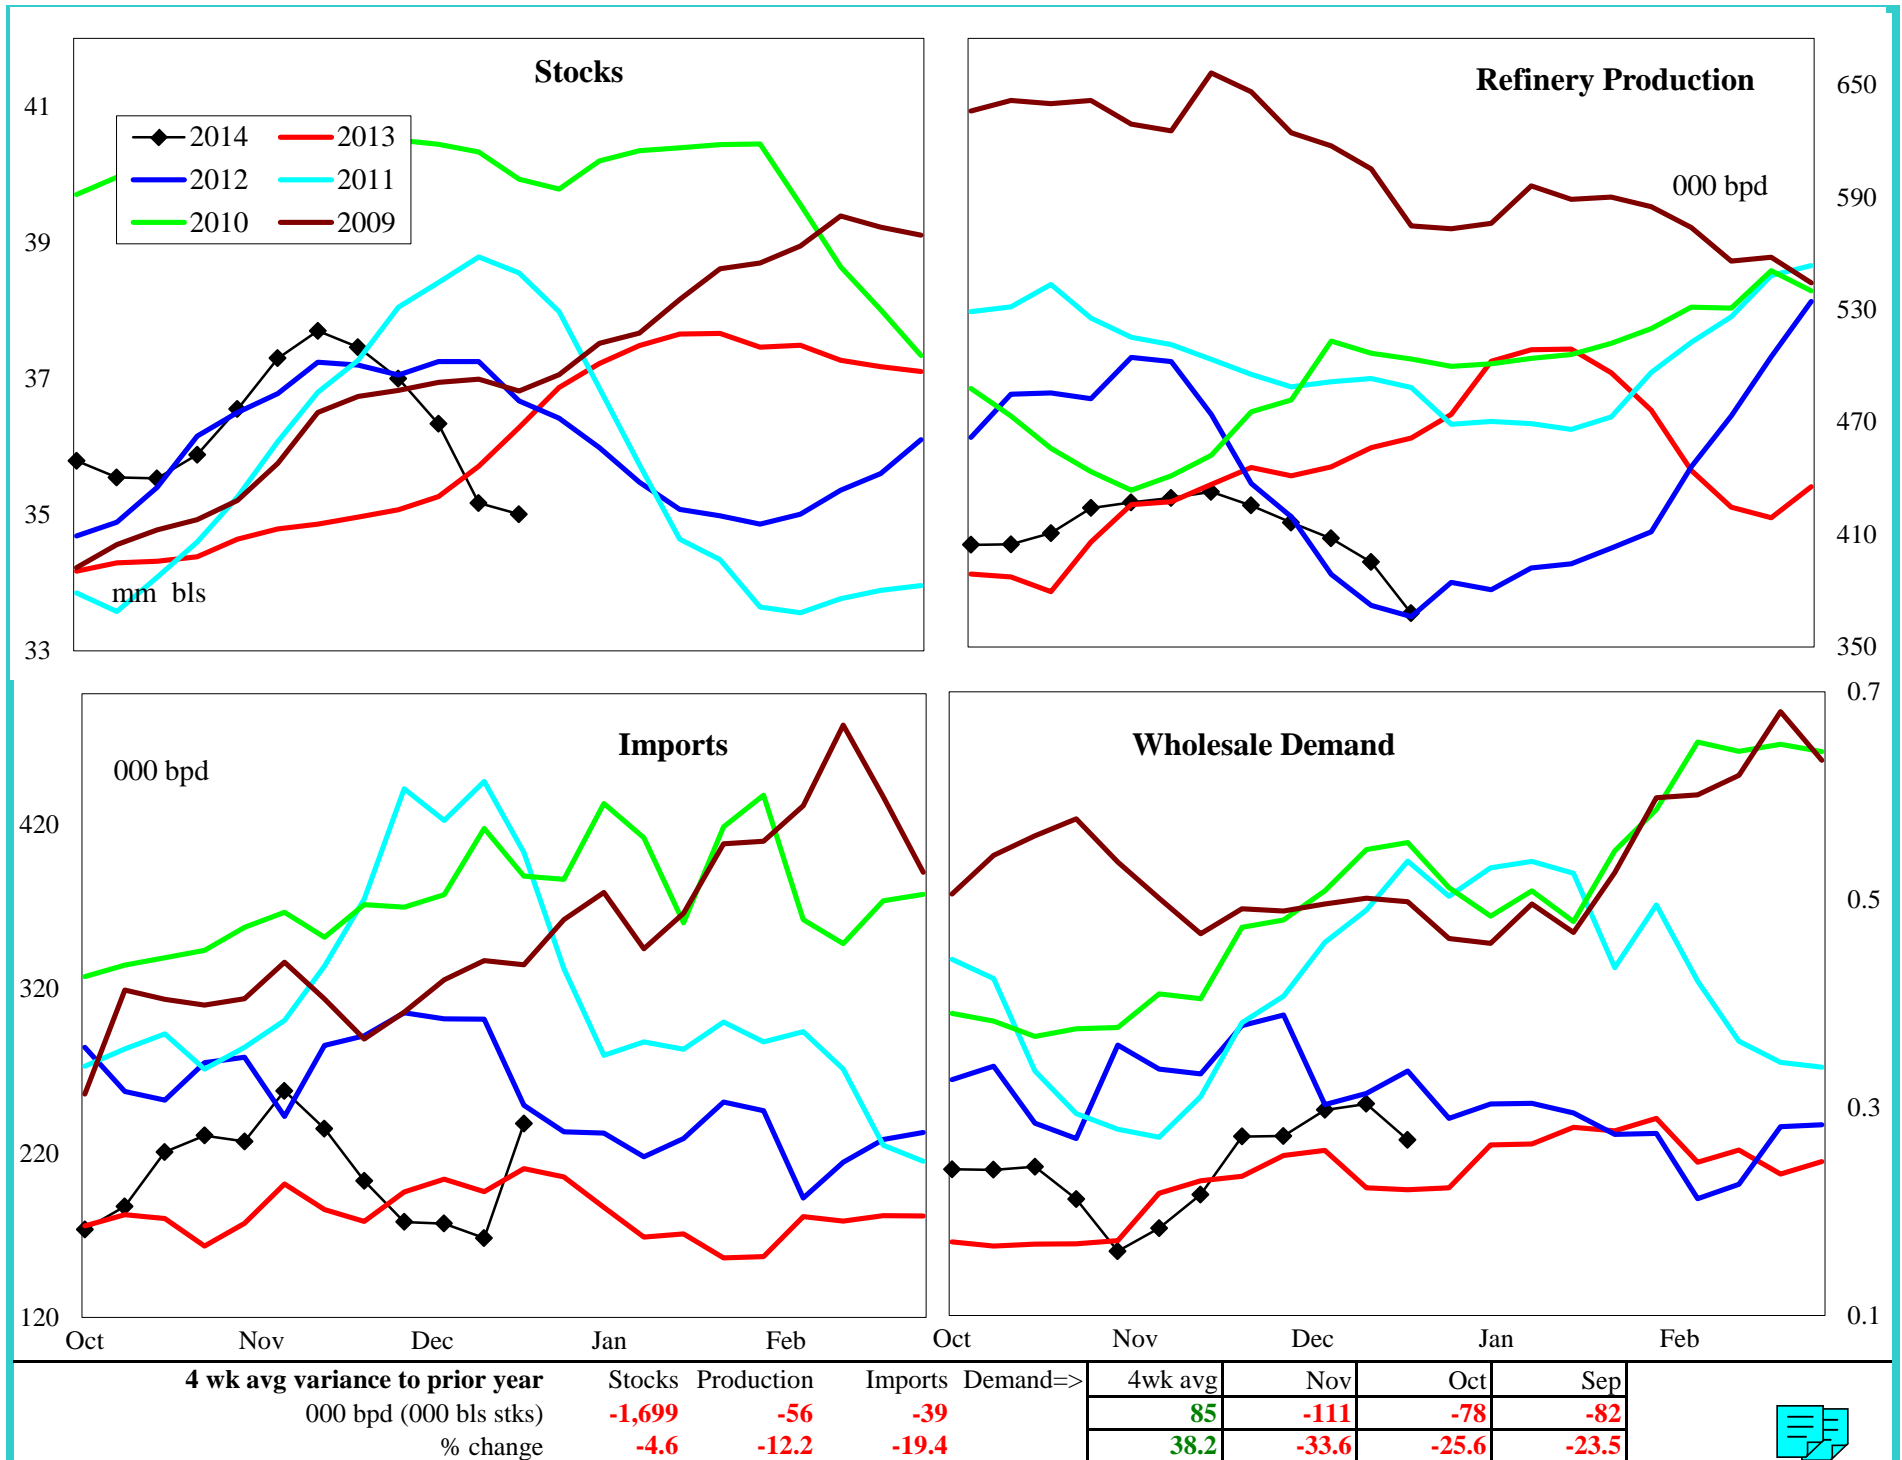 Stocks
41
39
37
35
33
2014 2013
2012 2011
2010 2009
mm bls
Refinery Production
000 bpd
650
590
530
470
410
350
Imports
000 bpd
420
320
220
120
Oct Nov Dec Jan Feb
Wholesale Demand
0.7
0.5
0.3
0.1
Oct Nov Dec Jan Feb
4 wk avg variance to prior year Stocks Production Imports Demand=> 4wk avg Nov Oct Sep
000 bpd (000 bls stks) -1,699 -56 -39 85 -111 -78 -82
% change -4.6 -12.2 -19.4 38.2 -33.6 -25.6 -23.5